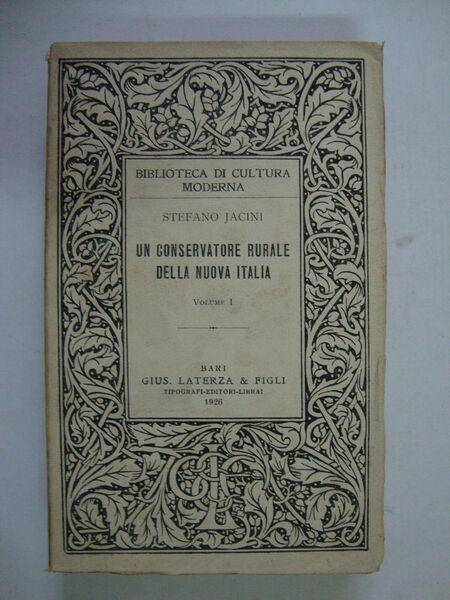 BIBLIOTECA DI CULTURA
MODERNA
STEFANO JACINI
UN CONSERVATORE RURALE
DELLA NUOVA ITALIA
VOLUME I
BARI
GIUS. LATERZA & FIGLI
TIPOGRAFI-EDITORI-LIBRAI
1926
GLF